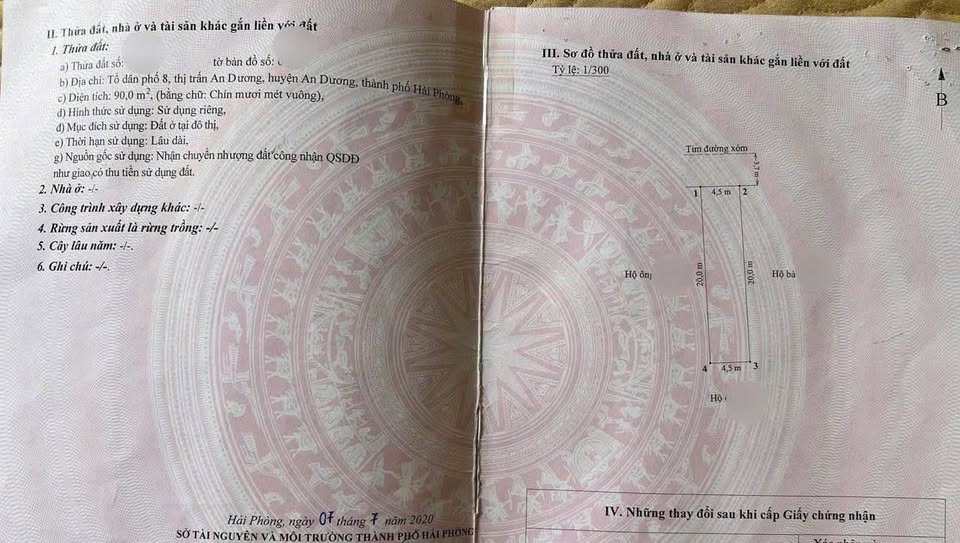 II. Thửa đất, nhà ở và tài sản khác gắn liền với đất
1. Thửa đất:
a) Thửa đất số: tờ bản đồ số:
b) Địa chỉ: Tổ dân phố 8, thị trấn An Dương, huyện An Dương, thành phố Hải Phòng,
c) Diện tích: 90,0 m², (bằng chữ: Chín mươi mét vuông),
d) Hình thức sử dụng: Sử dụng riêng,
đ) Mục đích sử dụng: Đất ở tại đô thị,
e) Thời hạn sử dụng: Lâu dài,
g) Nguồn gốc sử dụng: Nhận chuyển nhượng đất công nhận QSDĐ
như giao có thu tiền sử dụng đất.
2. Nhà ở: -/-
3. Công trình xây dựng khác: -/-
4. Rừng sản xuất là rừng trồng: -/-
5. Cây lâu năm: -/-.
6. Ghi chú: -/-.
Hải Phòng, ngày 07 tháng 7 năm 2020
SỞ TÀI NGUYÊN VÀ MÔI TRƯỜNG THÀNH PHỐ HẢI PHÒNG
III. Sơ đồ thửa đất, nhà ở và tài sản khác gắn liền với đất
Tỷ lệ: 1/300
B
Tim đường xóm
3,7 m
1 4,5 m 2
20,0 m
20,0 m
Hộ ông
Hộ bà
4 4,5 m 3
Hộ
IV. Những thay đổi sau khi cấp Giấy chứng nhận